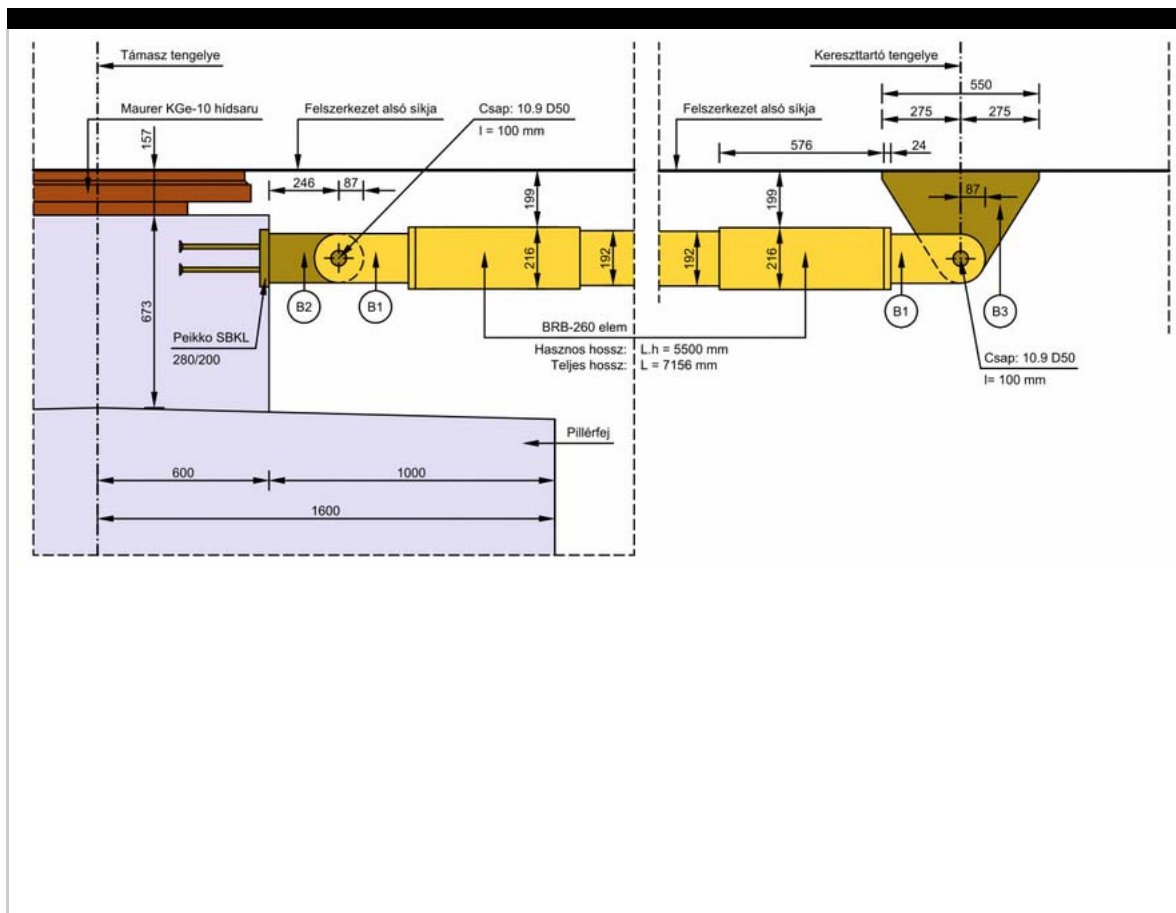 Támasz tengelye
Kereszttartó tengelye
550
Maurer KGe-10 hídsaru
Felszerkezet alsó síkja
Csap: 10.9 D50
l = 100 mm
Felszerkezet alsó síkja
275
275
157
576
24
246
87
199
199
87
216
192
192
216
B2
B1
B1
B3
673
Peikko SBKL
280/200
BRB-260 elem
Hasznos hossz: L.h = 5500 mm
Teljes hossz: L = 7156 mm
Csap: 10.9 D50
l= 100 mm
Pillérfej
600
1000
1600